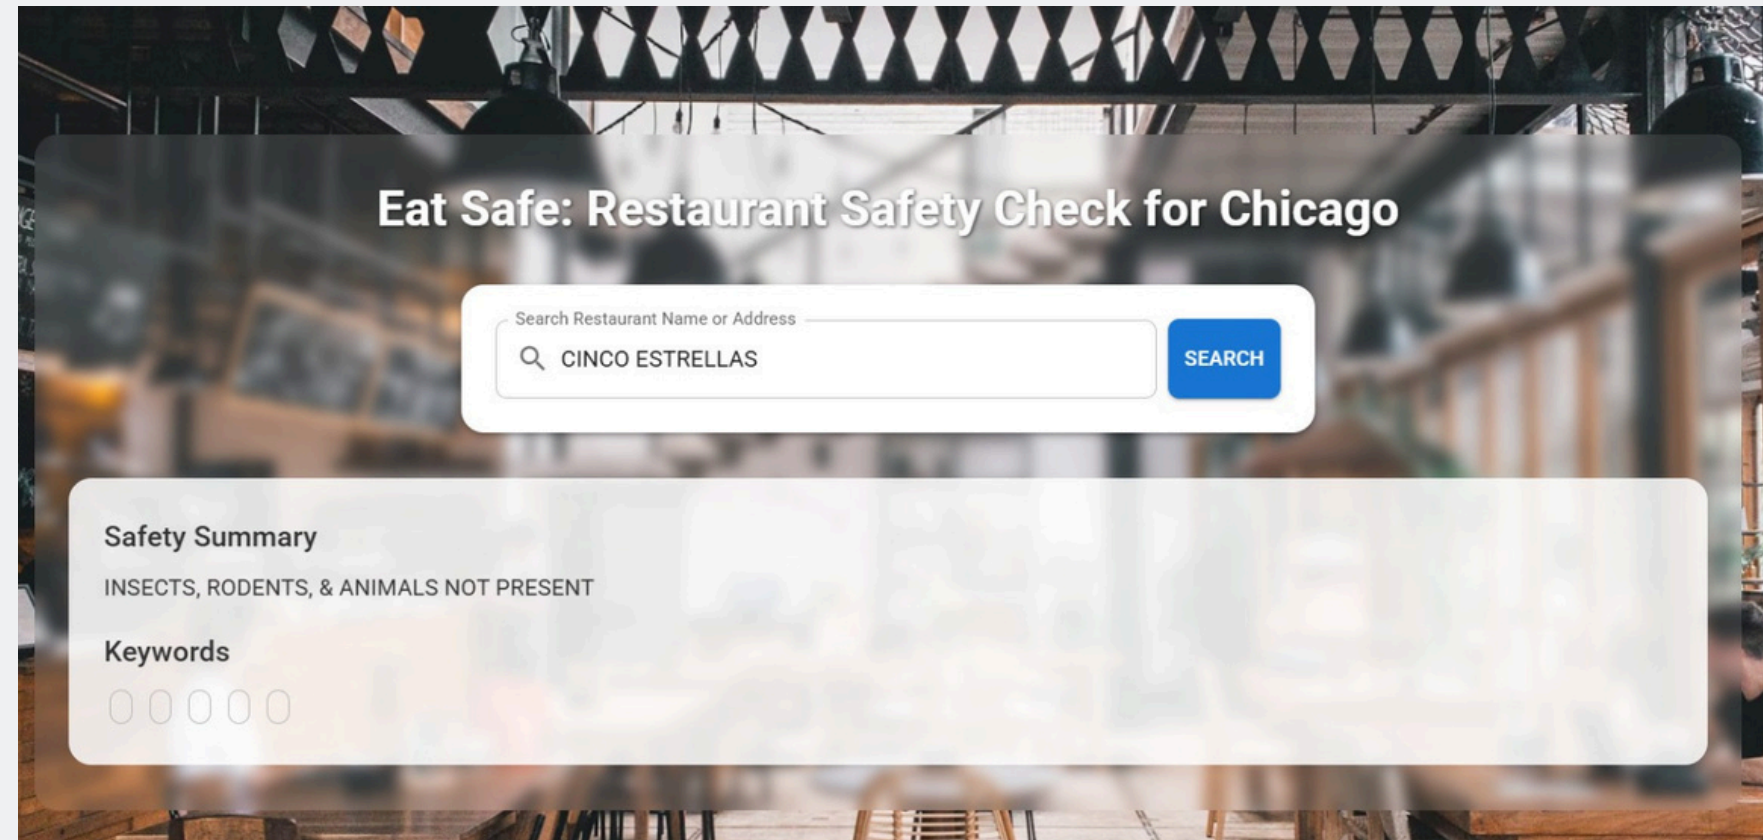 Eat Safe: Restaurant Safety Check for Chicago
Search Restaurant Name or Address
CINCO ESTRELLAS
SEARCH
Safety Summary
INSECTS, RODENTS, & ANIMALS NOT PRESENT
Keywords